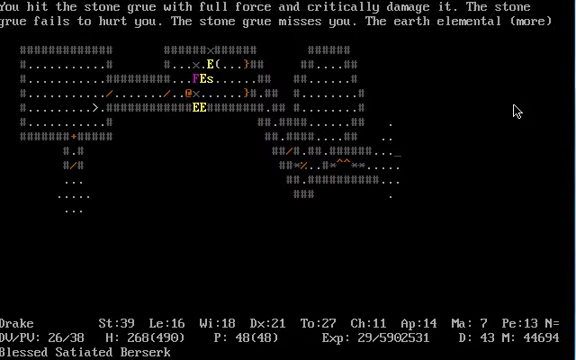 You hit the stone grue with full force and critically damage it. The stone
grue fails to hurt you. The stone grue misses you. The earth elemental (more)
Drake St:39 Le:16 Wi:18 Dx:21 To:27 Ch:11 Ap:14 Ma: 7 Pe:13 N=
DV/PV: 26/38 H: 268(490) P: 48(48) Exp: 29/5902531 D: 43 M: 44694
Blessed Satiated Berserk